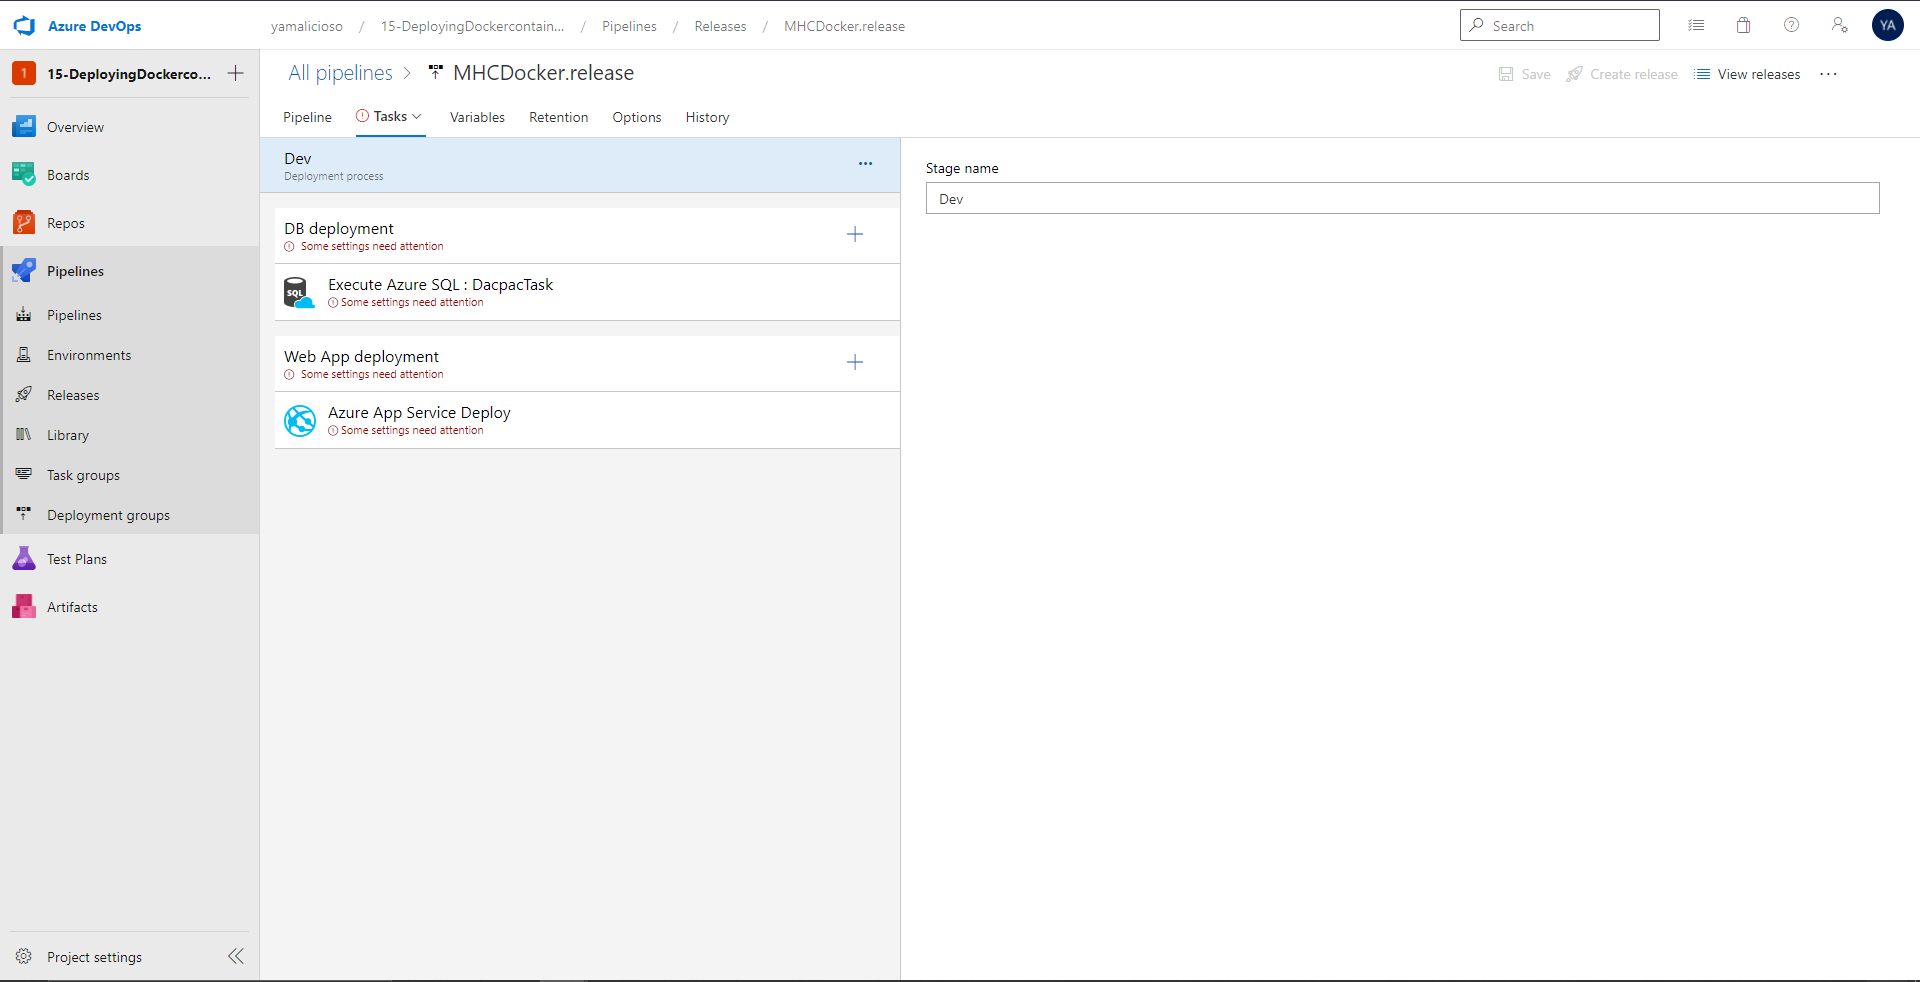 Azure DevOps
yamalicioso / 15-DeployingDockercontain... / Pipelines / Releases / MHCDocker.release
Search
YA
1
15-DeployingDockerco...
Overview
Boards
Repos
Pipelines
Pipelines
Environments
Releases
Library
Task groups
Deployment groups
Test Plans
Artifacts
Project settings
All pipelines > MHCDocker.release
Save
Create release
View releases
Pipeline
Tasks
Variables
Retention
Options
History
Dev
Deployment process
DB deployment
Some settings need attention
SQL
Execute Azure SQL : DacpacTask
Some settings need attention
Web App deployment
Some settings need attention
Azure App Service Deploy
Some settings need attention
Stage name
Dev